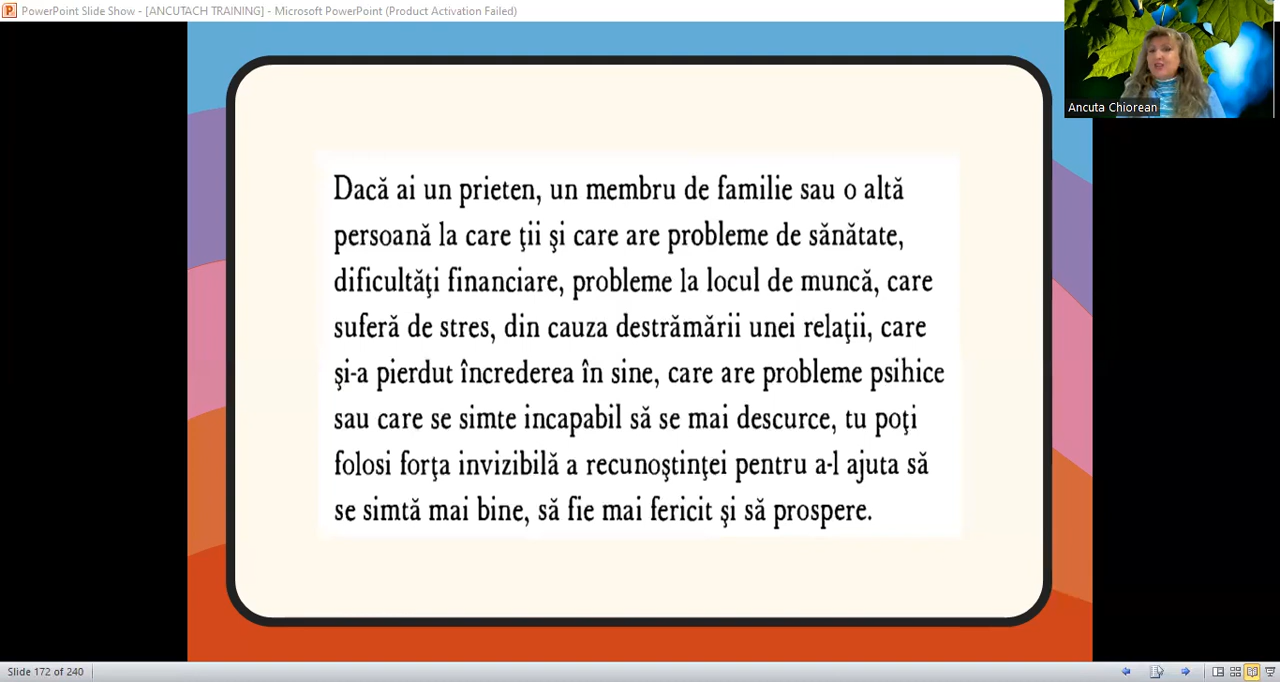 PowerPoint Slide Show - [ANCUTACH TRAINING] - Microsoft PowerPoint (Product Activation Failed)
Ancuta Chiorean
Dacă ai un prieten, un membru de familie sau o altă
persoană la care ţii şi care are probleme de sănătate,
dificultăţi financiare, probleme la locul de muncă, care
suferă de stres, din cauza destrămării unei relaţii, care
şi-a pierdut încrederea în sine, care are probleme psihice
sau care se simte incapabil să se mai descurce, tu poţi
folosi forţa invizibilă a recunoştinţei pentru a-l ajuta să
se simtă mai bine, să fie mai fericit şi să prospere.
Slide 172 of 240